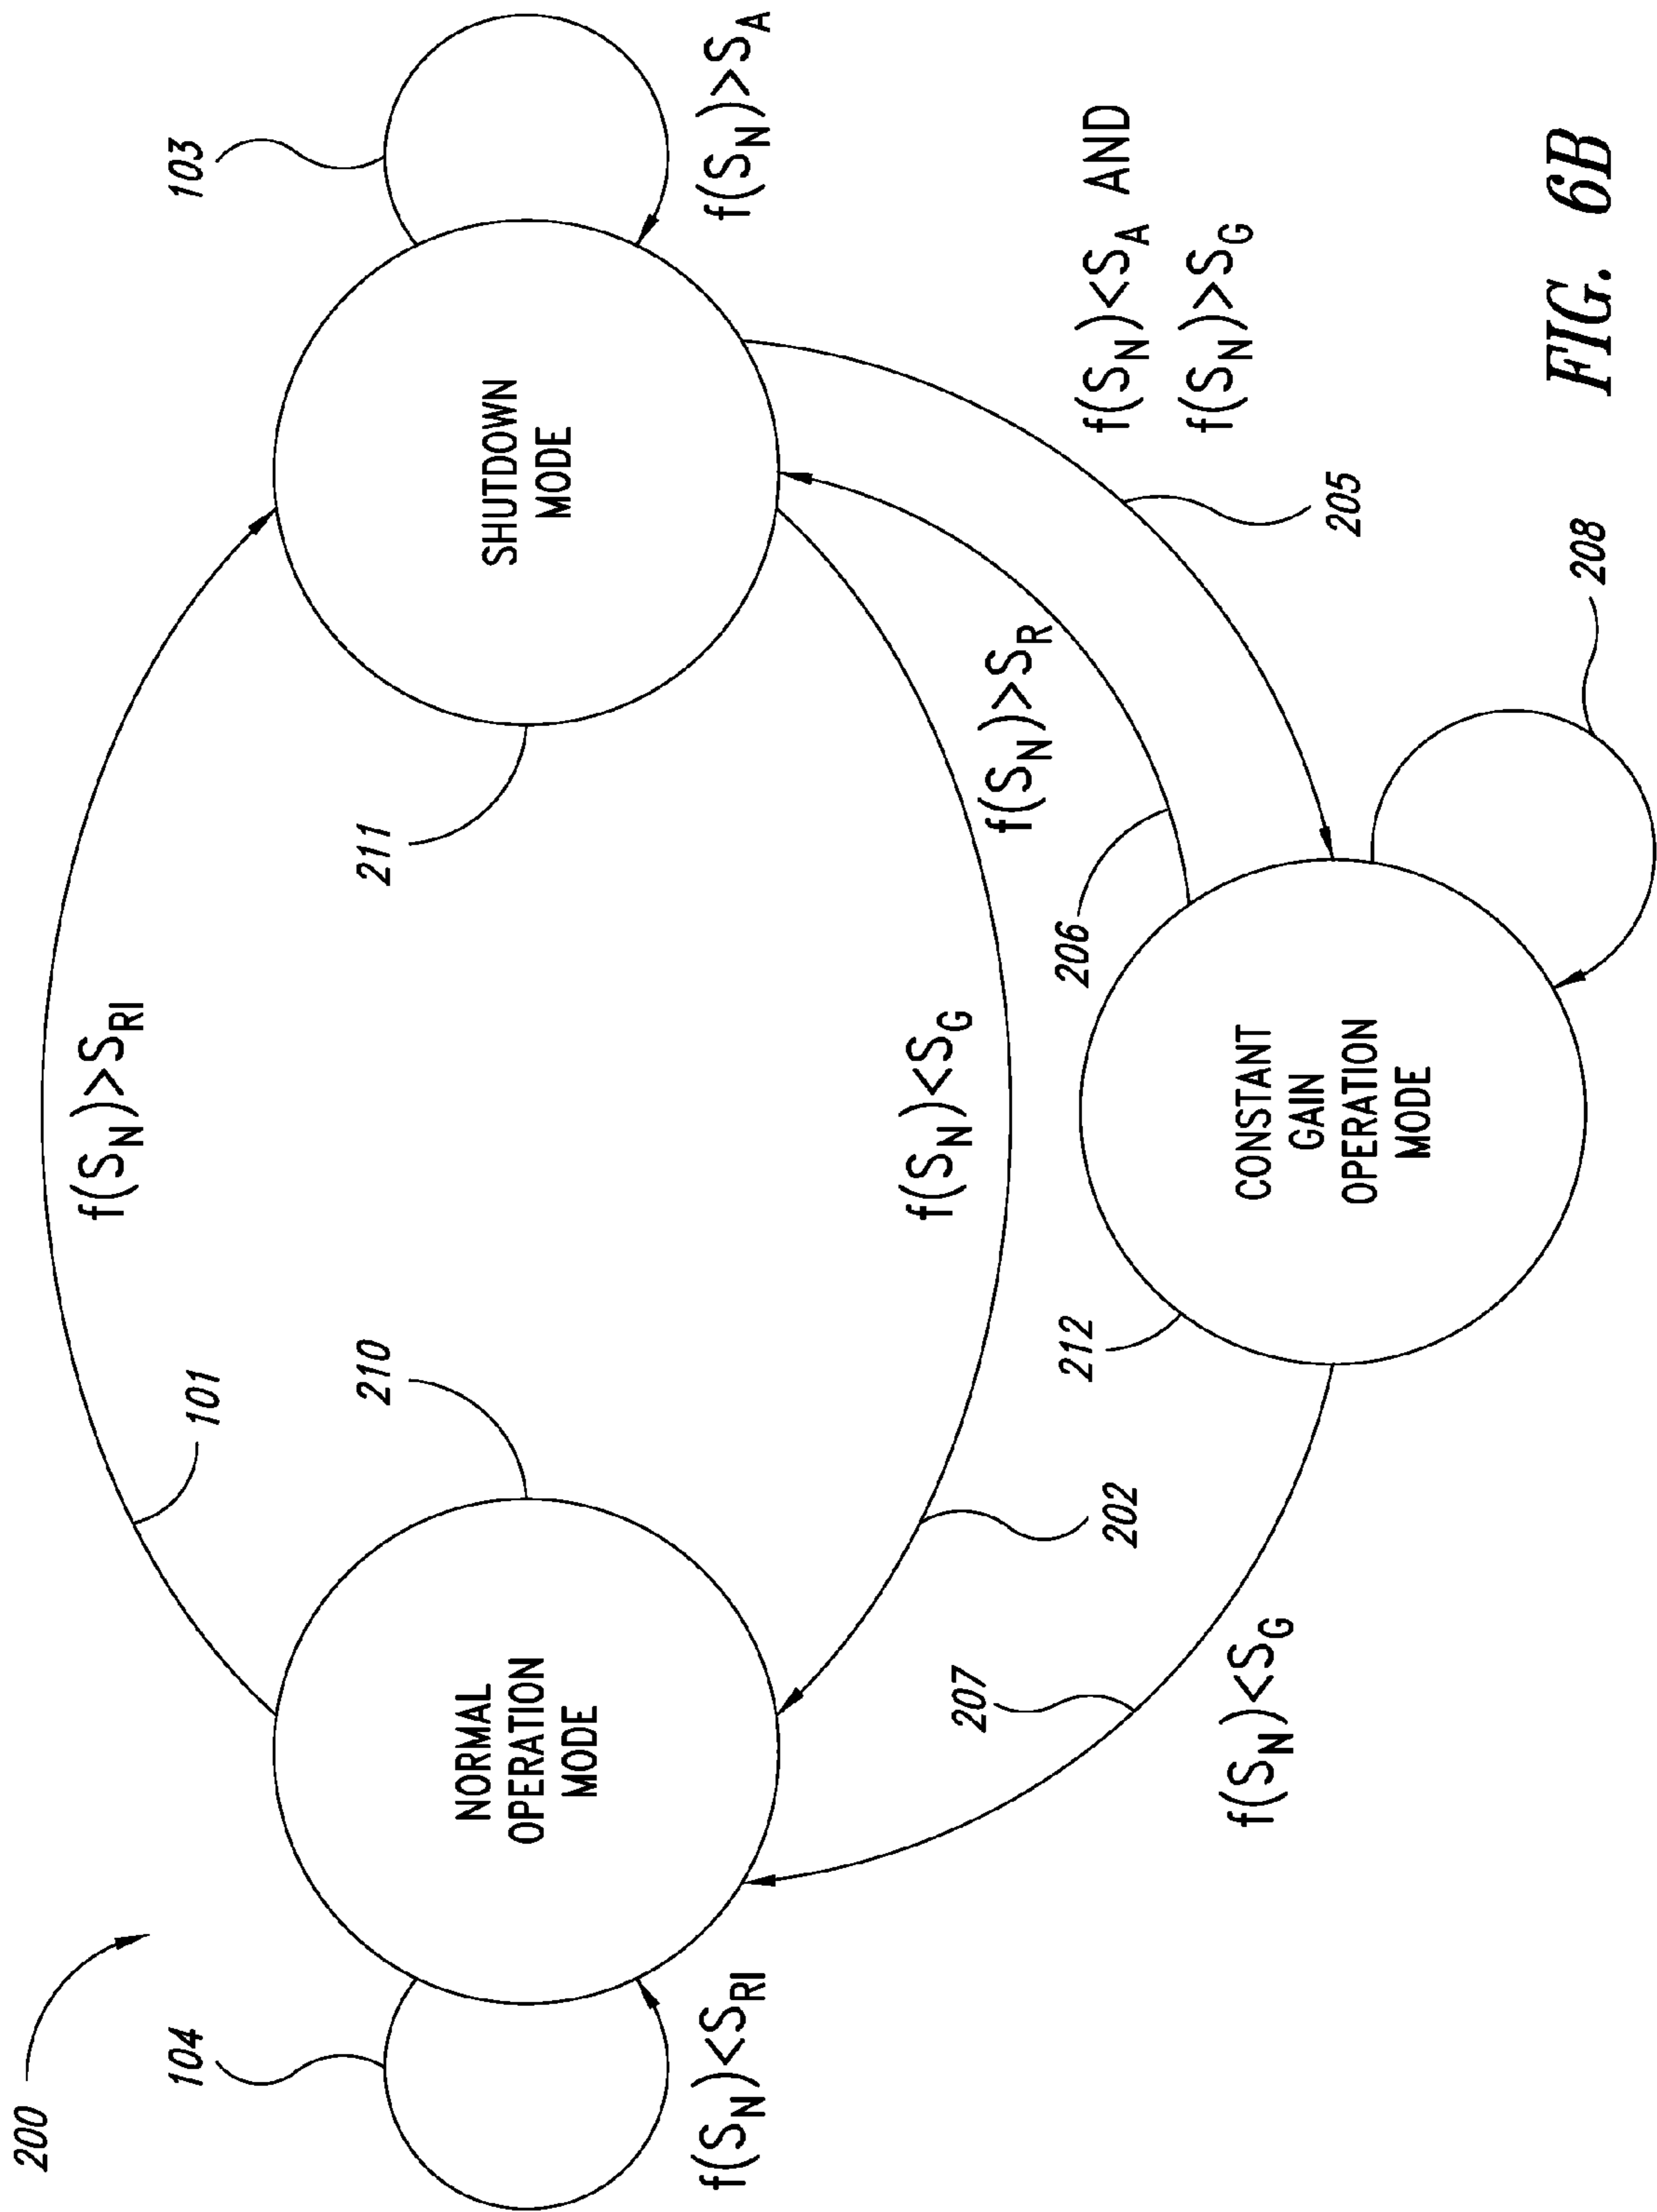 200
104
f(S_N)<S_RI
NORMAL
OPERATION
MODE
210
101
f(S_N)>S_RI
211
SHUTDOWN
MODE
103
f(S_N)>S_A
f(S_N)<S_G
202
207
f(S_N)<S_G
212
CONSTANT
GAIN
OPERATION
MODE
206
f(S_N)>S_R
205
f(S_N)<S_A AND
f(S_N)>S_G
208
FIG. 6B